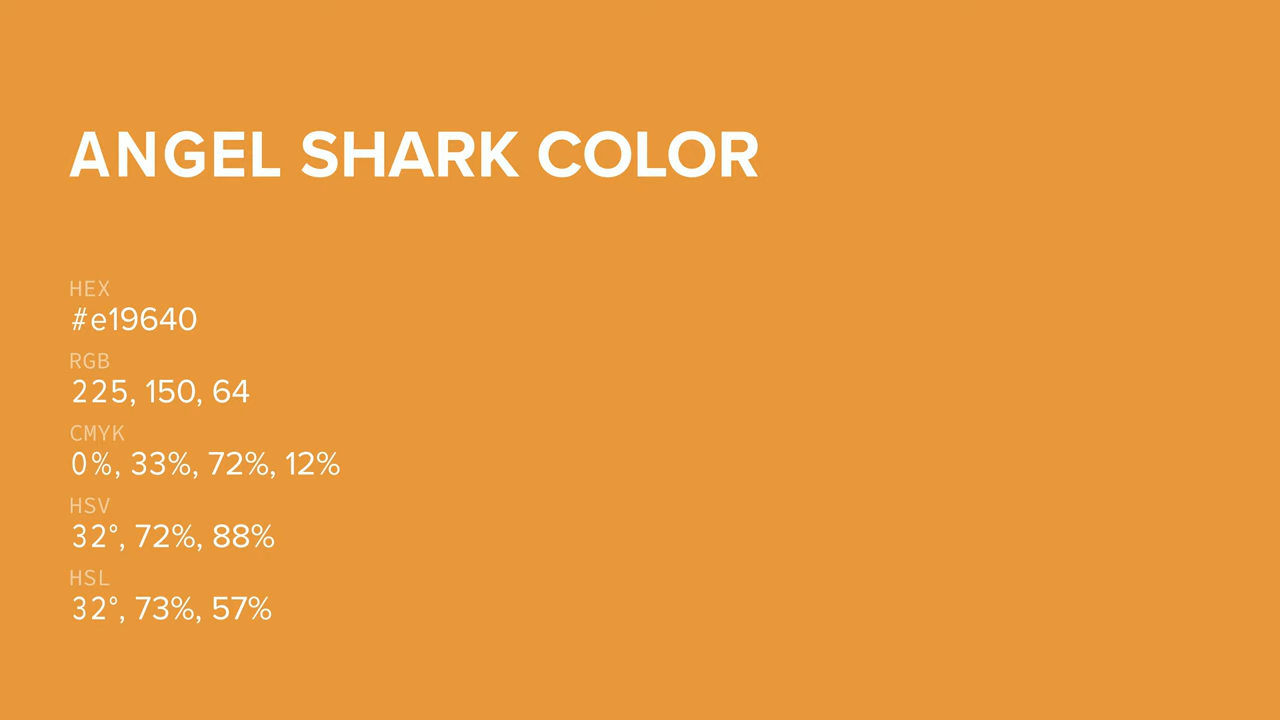 ANGEL SHARK COLOR
HEX
#e19640
RGB
225, 150, 64
CMYK
0%, 33%, 72%, 12%
HSV
32°, 72%, 88%
HSL
32°, 73%, 57%